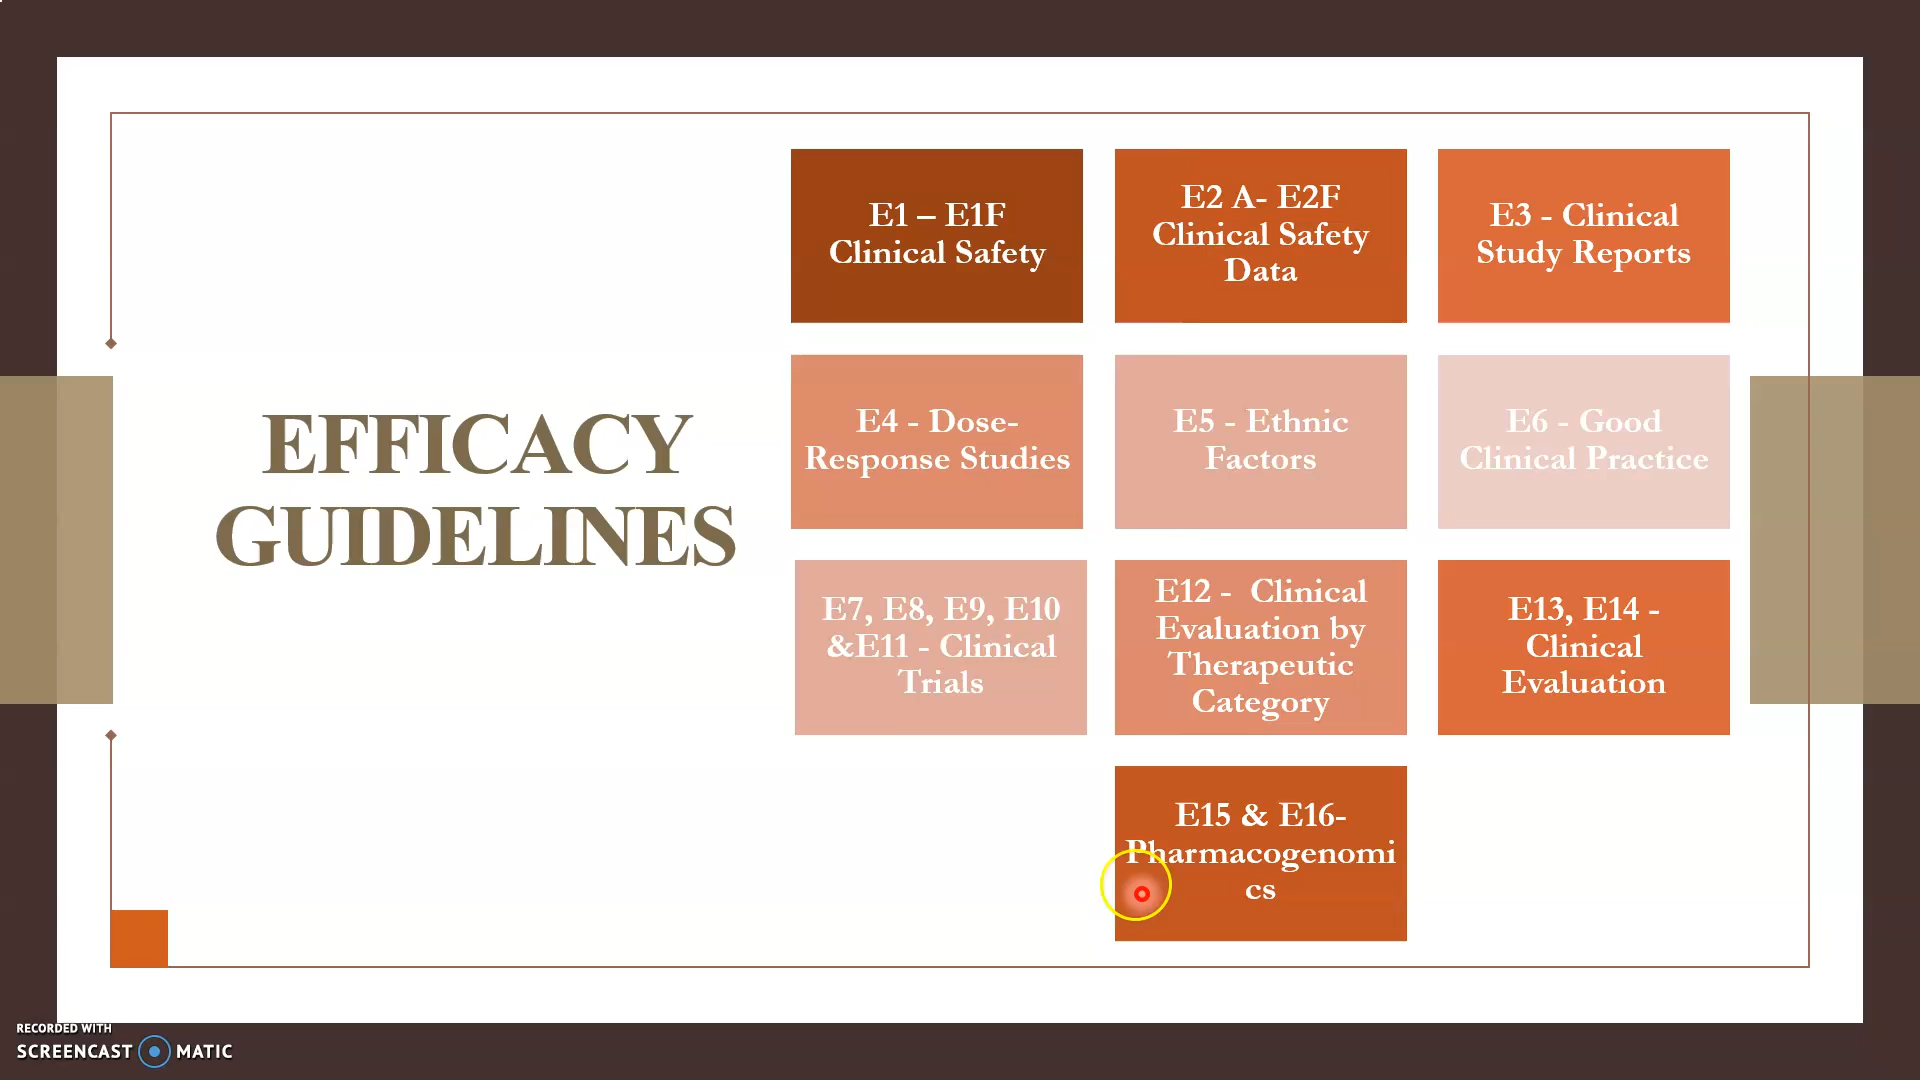 EFFICACY
GUIDELINES
E1 – E1F
Clinical Safety
E2 A- E2F
Clinical Safety
Data
E3 - Clinical
Study Reports
E4 - Dose-
Response Studies
E5 - Ethnic
Factors
E6 - Good
Clinical Practice
E7, E8, E9, E10
&E11 - Clinical
Trials
E12 -  Clinical
Evaluation by
Therapeutic
Category
E13, E14 -
Clinical
Evaluation
E15 & E16-
Pharmacogenomi
cs
RECORDED WITH
SCREENCAST MATIC